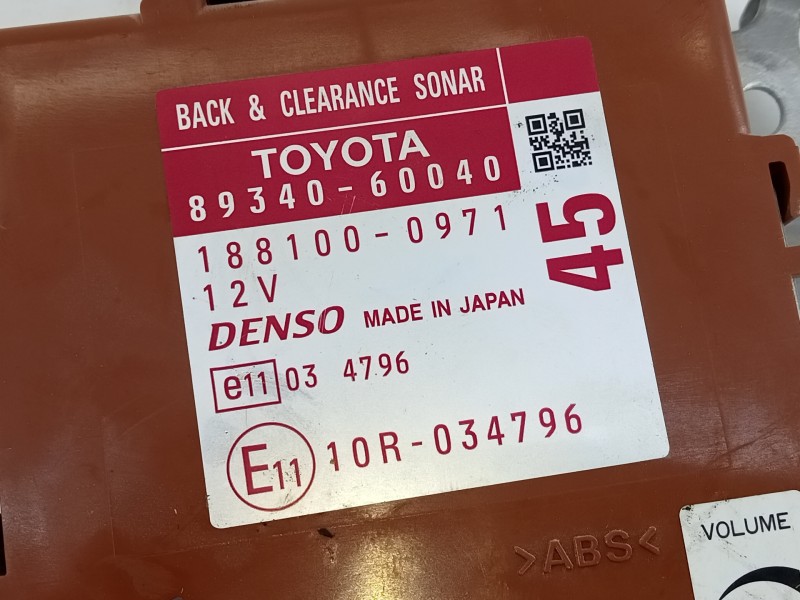 BACK & CLEARANCE SONAR
TOYOTA
89340-60040
188100-0971
12V
45
DENSO MADE IN JAPAN
e11 03 4796
E11 10R-034796
>ABS<
VOLUME